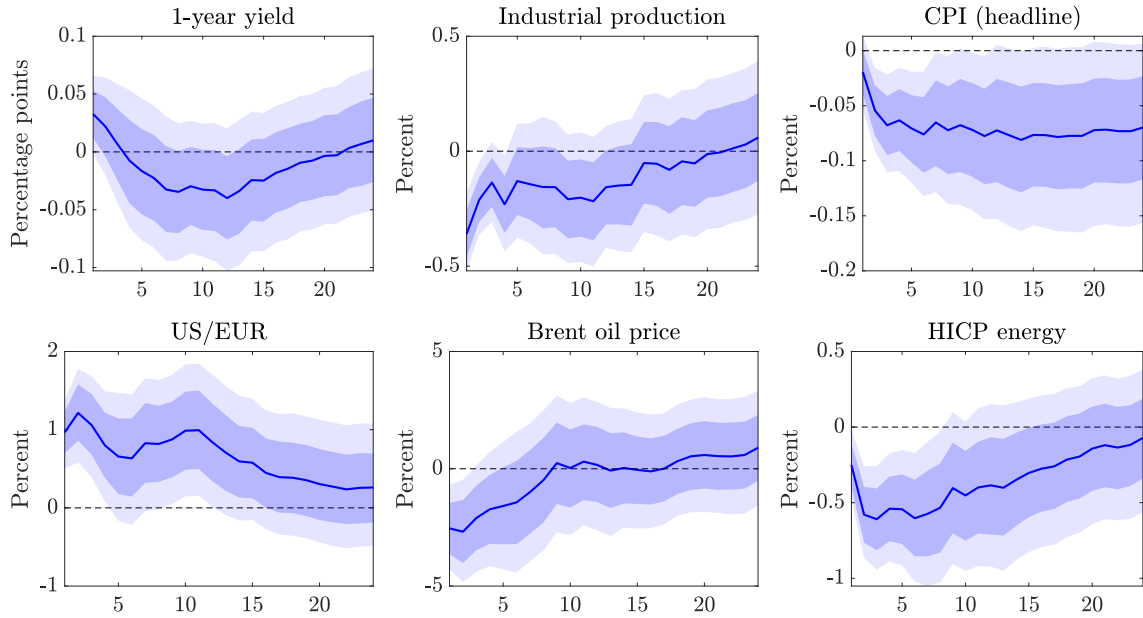 1-year yield
Percentage points
0.1
0.05
0
-0.05
-0.1
5 10 15 20
Industrial production
Percent
0.5
0
-0.5
5 10 15 20
CPI (headline)
Percent
0
-0.05
-0.1
-0.15
-0.2
5 10 15 20
US/EUR
Percent
2
1
0
-1
5 10 15 20
Brent oil price
Percent
5
0
-5
5 10 15 20
HICP energy
Percent
0.5
0
-0.5
-1
5 10 15 20